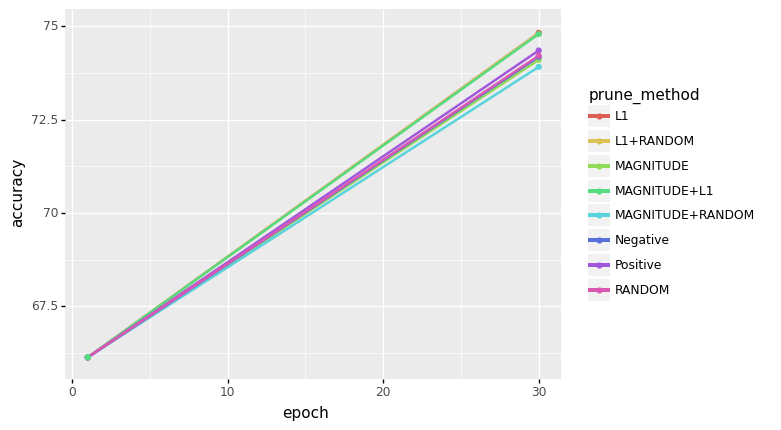 75
72.5
70
67.5
0
10
20
30
epoch
accuracy
prune_method
L1
L1+RANDOM
MAGNITUDE
MAGNITUDE+L1
MAGNITUDE+RANDOM
Negative
Positive
RANDOM